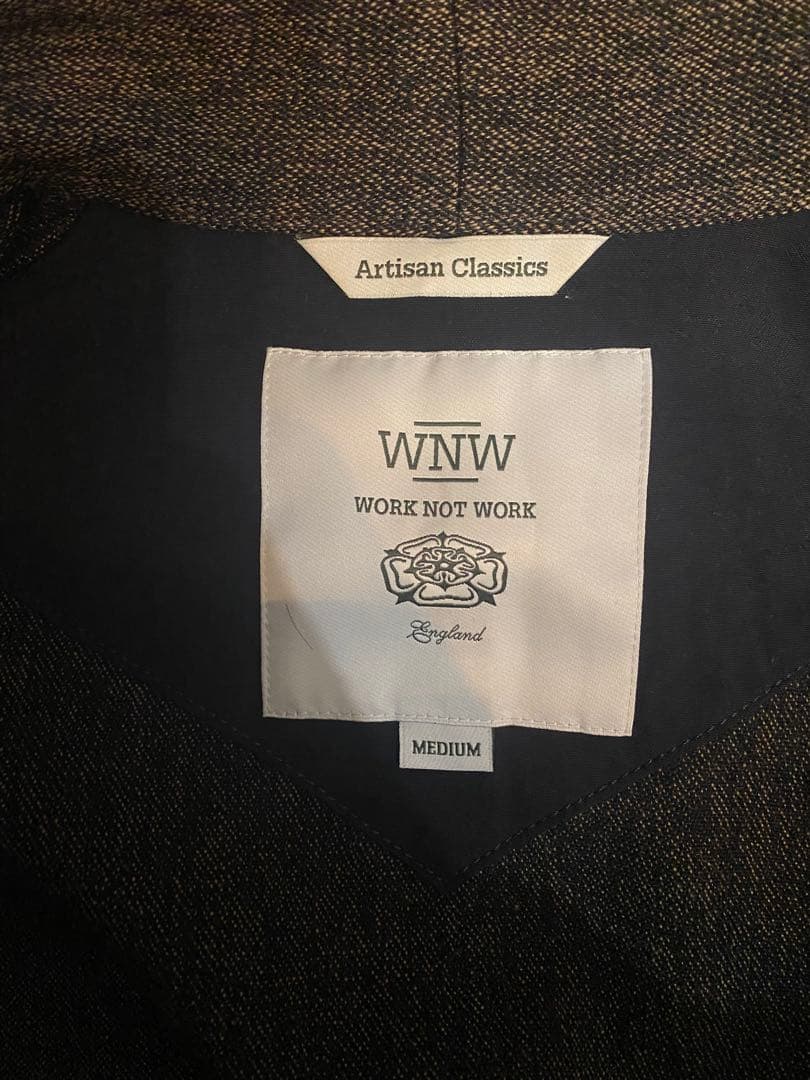 Artisan Classics
WNW
WORK NOT WORK
England
MEDIUM